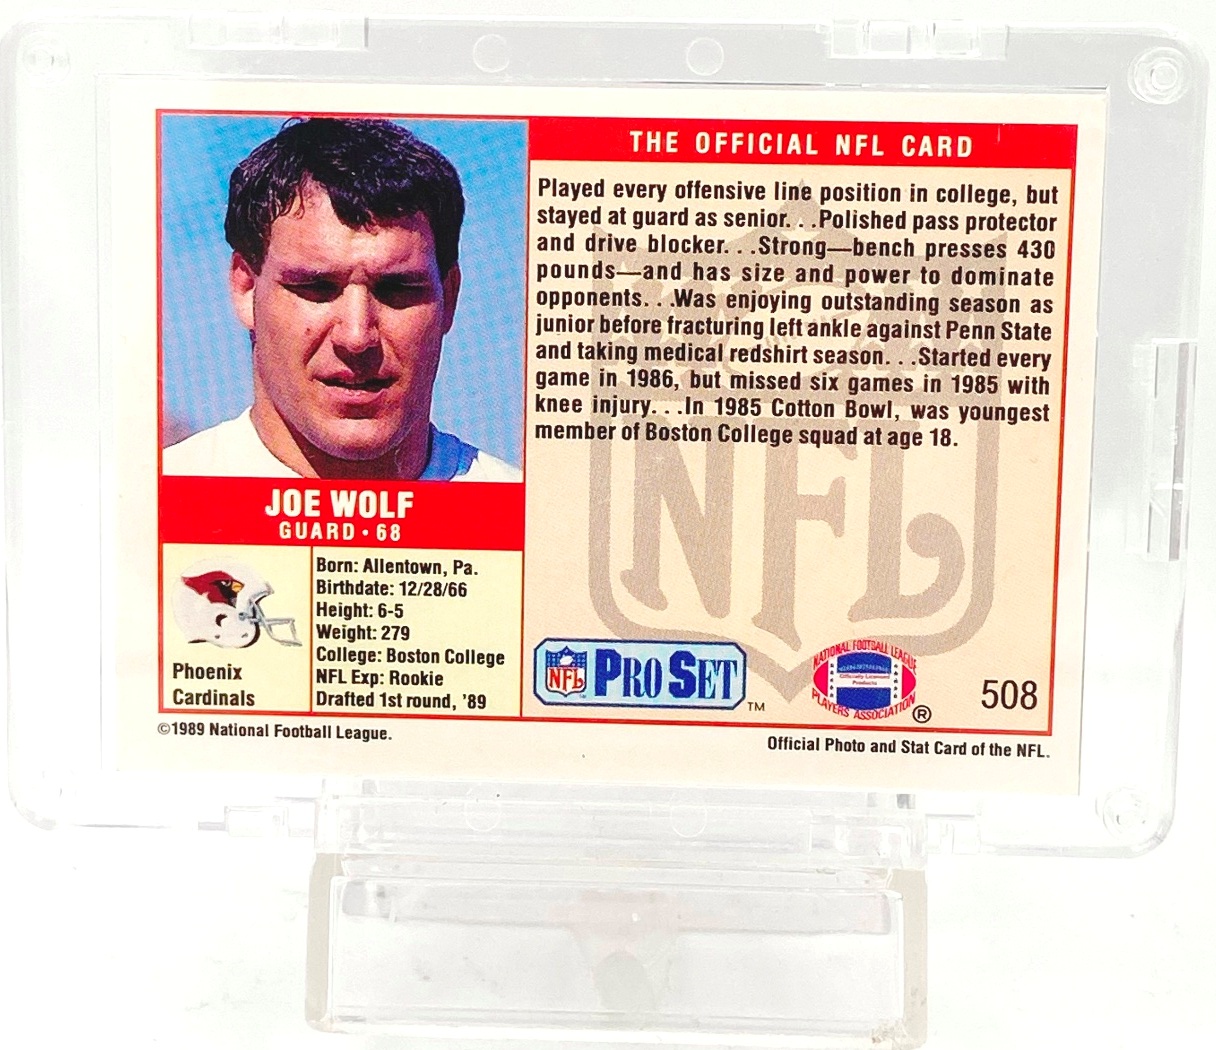 THE OFFICIAL NFL CARD
Played every offensive line position in college, but
stayed at guard as senior. . .Polished pass protector
and drive blocker. . .Strong—bench presses 430
pounds—and has size and power to dominate
opponents. . .Was enjoying outstanding season as
junior before fracturing left ankle against Penn State
and taking medical redshirt season. . .Started every
game in 1986, but missed six games in 1985 with
knee injury. . .In 1985 Cotton Bowl, was youngest
member of Boston College squad at age 18.
NFL
JOE WOLF
GUARD • 68
Phoenix
Cardinals
Born: Allentown, Pa.
Birthdate: 12/28/66
Height: 6-5
Weight: 279
College: Boston College
NFL Exp: Rookie
Drafted 1st round, '89
NFL PRO SET TM
NATIONAL FOOTBALL LEAGUE
Officially Licensed
Products
PLAYERS ASSOCIATION
®
508
©1989 National Football League.
Official Photo and Stat Card of the NFL.